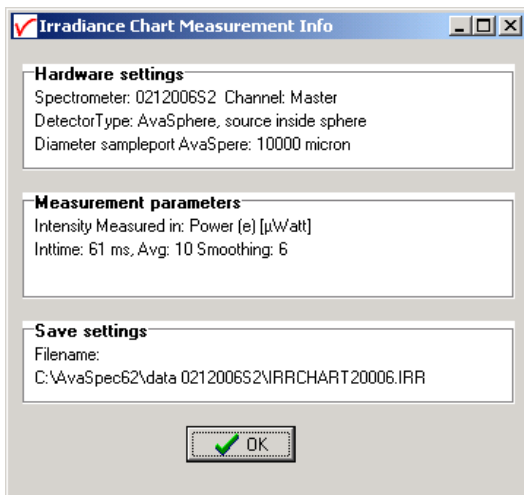 Irradiance Chart Measurement Info
Hardware settings
Spectrometer: 0212006S2 Channel: Master
DetectorType: AvaSphere, source inside sphere
Diameter sampleport AvaSpere: 10000 micron
Measurement parameters
Intensity Measured in: Power (e) [µWatt]
Inttime: 61 ms, Avg: 10 Smoothing: 6
Save settings
Filename:
C:\AvaSpec62\data 0212006S2\IRRCHART20006.IRR
OK